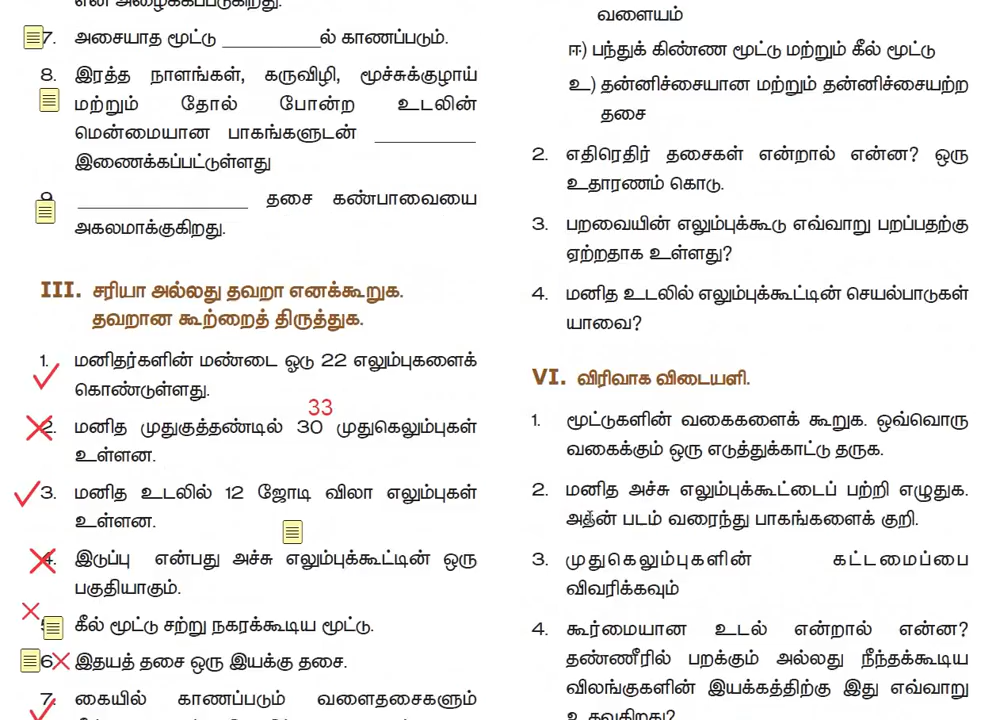 7. அசையாத மூட்டு __________ல் காணப்படும்.
8. இரத்த நாளங்கள், கருவிழி, மூச்சுக்குழாய்
மற்றும் தோல் போன்ற உடலின்
மென்மையான பாகங்களுடன் __________
இணைக்கப்பட்டுள்ளது
9 __________ தசை கண்பாவையை
அகலமாக்குகிறது.
III. சரியா அல்லது தவறா எனக்கூறுக.
தவறான கூற்றைத் திருத்துக.
1. மனிதர்களின் மண்டை ஓடு 22 எலும்புகளைக்
கொண்டுள்ளது.
33
2. மனித முதுகுத்தண்டில் 30 முதுகெலும்புகள்
உள்ளன.
3. மனித உடலில் 12 ஜோடி விலா எலும்புகள்
உள்ளன.
4. இடுப்பு என்பது அச்சு எலும்புக்கூட்டின் ஒரு
பகுதியாகும்.
5 கீல் மூட்டு சற்று நகரக்கூடிய மூட்டு.
6 இதயத் தசை ஒரு இயக்கு தசை.
7. கையில் காணப்படும் வளைதசைகளும்
வளையம்
ஈ) பந்துக் கிண்ண மூட்டு மற்றும் கீல் மூட்டு
உ) தன்னிச்சையான மற்றும் தன்னிச்சையற்ற
தசை
2. எதிரெதிர் தசைகள் என்றால் என்ன? ஒரு
உதாரணம் கொடு.
3. பறவையின் எலும்புக்கூடு எவ்வாறு பறப்பதற்கு
ஏற்றதாக உள்ளது?
4. மனித உடலில் எலும்புக்கூட்டின் செயல்பாடுகள்
யாவை?
VI. விரிவாக விடையளி.
1. மூட்டுகளின் வகைகளைக் கூறுக. ஒவ்வொரு
வகைக்கும் ஒரு எடுத்துக்காட்டு தருக.
2. மனித அச்சு எலும்புக்கூட்டைப் பற்றி எழுதுக.
அதன் படம் வரைந்து பாகங்களைக் குறி.
3. முதுகெலும்புகளின் கட்டமைப்பை
விவரிக்கவும்
4. கூர்மையான உடல் என்றால் என்ன?
தண்ணீரில் பறக்கும் அல்லது நீந்தக்கூடிய
விலங்குகளின் இயக்கத்திற்கு இது எவ்வாறு
உதவுகிறது?